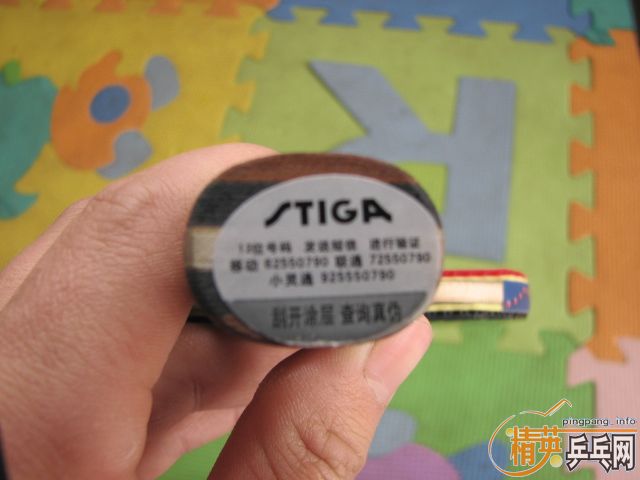 STIGA
13位号码 发送短信 进行验证
移动 62550790 联通 72550790
小灵通 925550790
刮开涂层 查询真伪
K
pingpang_info
精英乒乓网